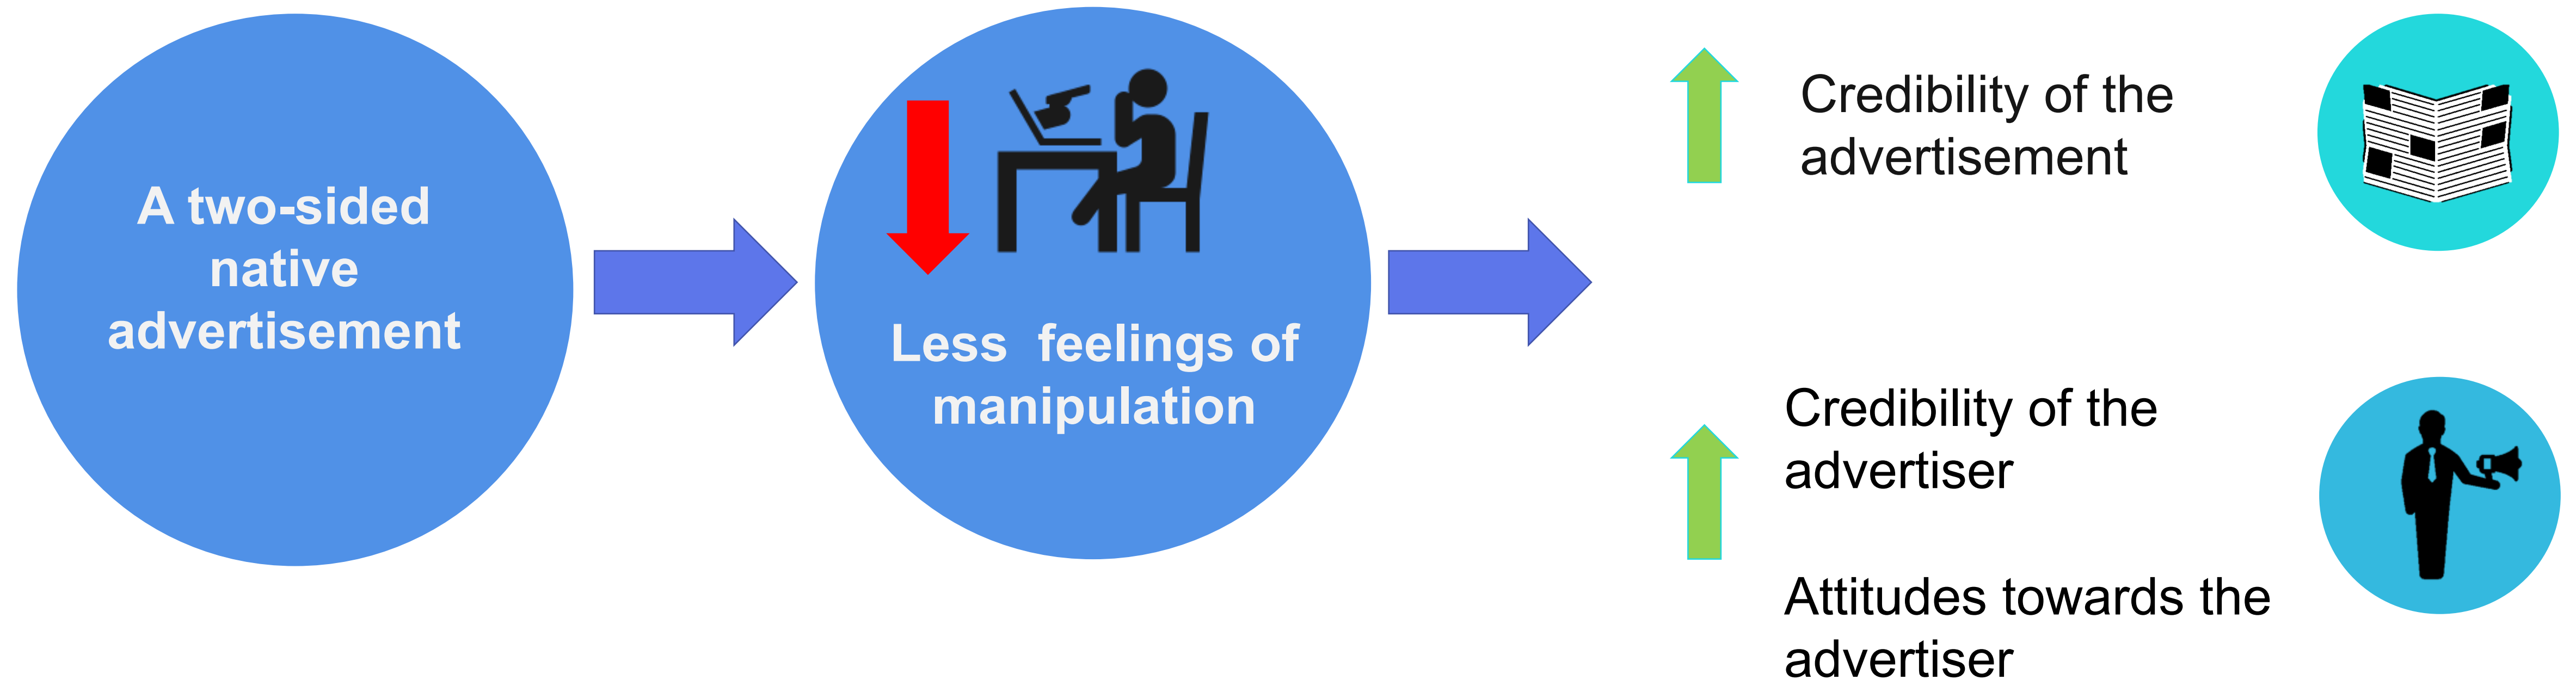 A two-sided
native
advertisement
Less feelings of
manipulation
Credibility of the
advertisement
Credibility of the
advertiser
Attitudes towards the
advertiser